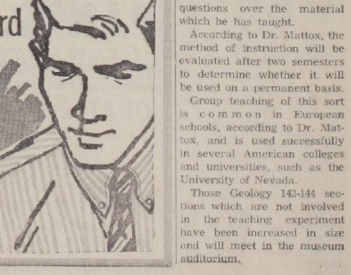 rd
questions over the material
which he has taught.
According to Dr. Mattox, the
method of instruction will be
evaluated after two semesters
to determine whether it will
be used on a permanent basis.
Group teaching of this sort
is common in European
schools, according to Dr. Mat-
tox, and is used successfully
in several American colleges
and universities, such as the
University of Nevada.
Those Geology 142-144 sec-
tions which are not involved
in the teaching experiment
have been increased in size
and will meet in the museum
auditorium.